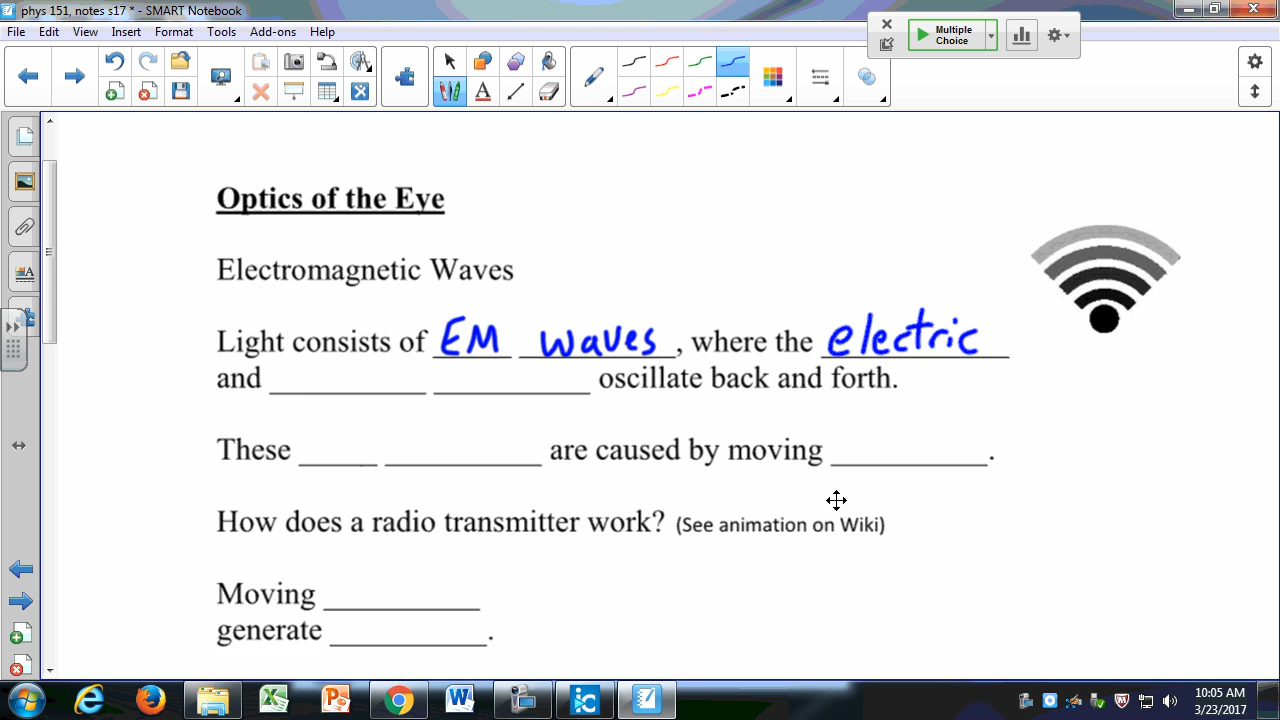 phys 151, notes s17 * - SMART Notebook
File Edit View Insert Format Tools Add-ons Help
Multiple
Choice
Optics of the Eye
Electromagnetic Waves
Light consists of EM waves, where the electric
and __________ __________ oscillate back and forth.
These _____ __________ are caused by moving __________.
How does a radio transmitter work? (See animation on Wiki)
Moving __________
generate __________.
10:05 AM
3/23/2017